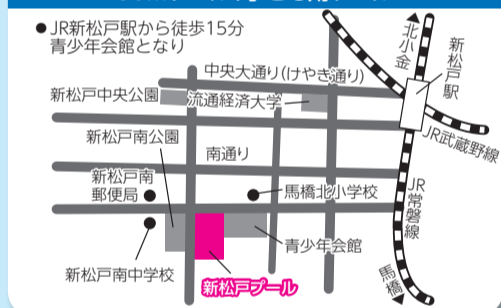 ●JR新松戸駅から徒歩15分
青少年会館となり
▲北小金
新松戸駅
中央大通り(けやき通り)
新松戸中央公園
流通経済大学
JR武蔵野線
新松戸南公園
南通り
新松戸南
郵便局
馬橋北小学校
JR常磐線
青少年会館
新松戸南中学校
新松戸プール
馬橋